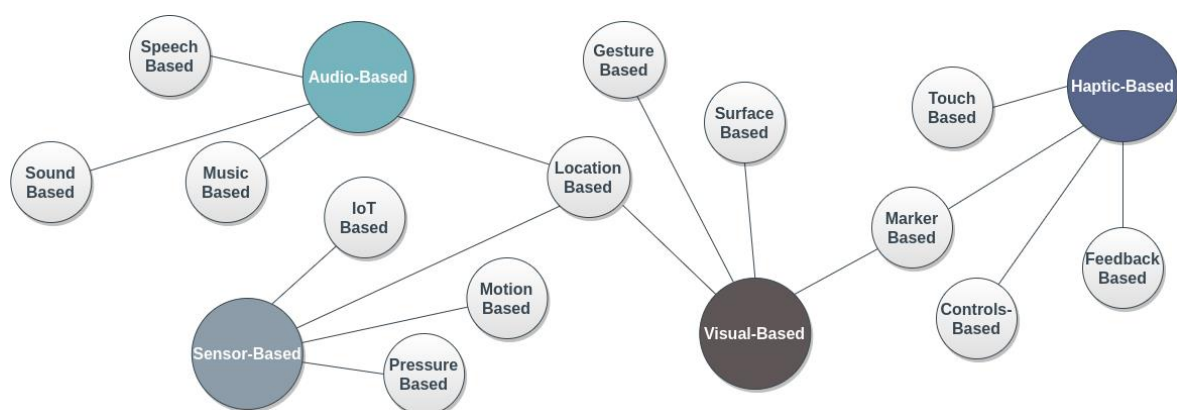 Speech
Based
Audio-Based
Gesture
Based
Haptic-Based
Touch
Based
Surface
Based
Sound
Based
Music
Based
Location
Based
IoT
Based
Marker
Based
Feedback
Based
Motion
Based
Controls-
Based
Visual-Based
Sensor-Based
Pressure
Based